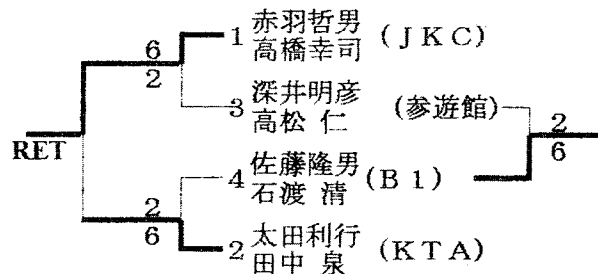 6 1 赤羽哲男 (JKC)
2 高橋幸司
3 深井明彦 (参遊館) 2
高松 仁 6
RET
2 4 佐藤隆男 (B1)
6 石渡 清
2 太田利行 (KTA)
田中 泉